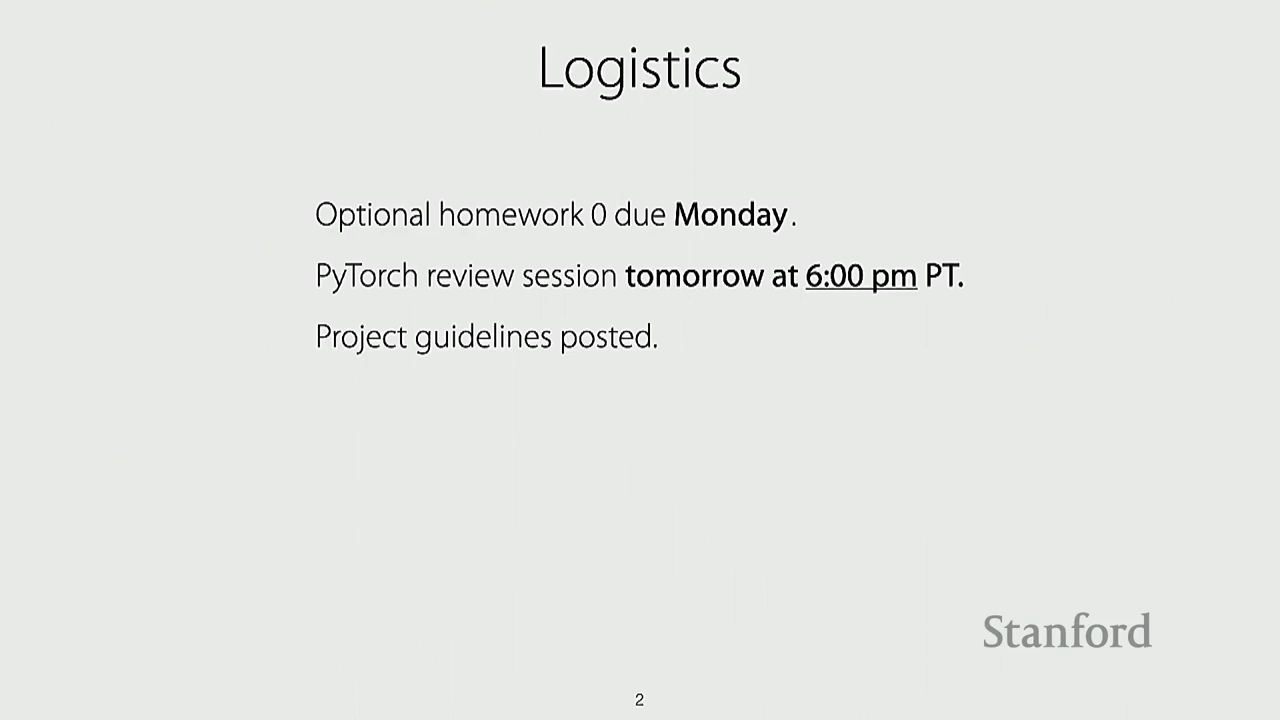 Logistics
Optional homework 0 due Monday.
PyTorch review session tomorrow at 6:00 pm PT.
Project guidelines posted.
Stanford
2